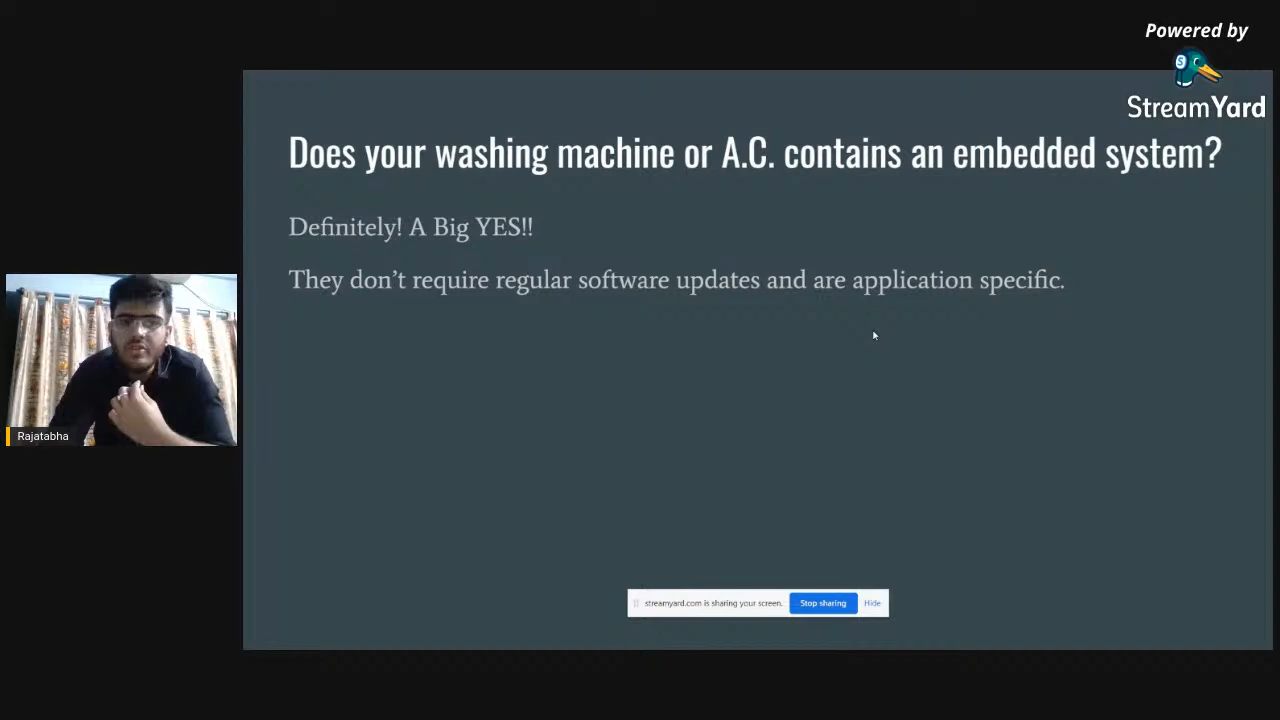 Powered by
StreamYard
Does your washing machine or A.C. contains an embedded system?
Definitely! A Big YES!!
They don’t require regular software updates and are application specific.
Rajatabha
streamyard.com is sharing your screen. Stop sharing Hide